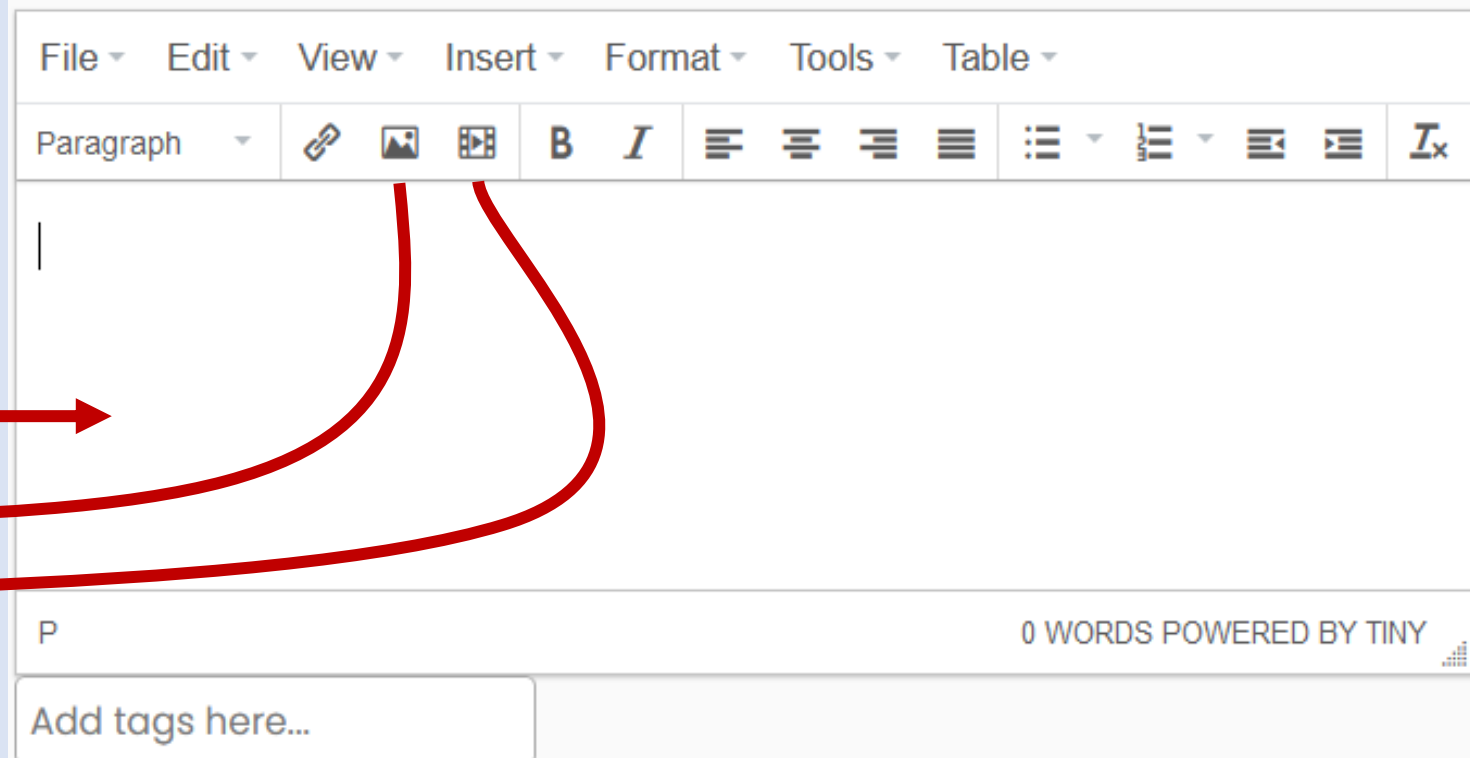 File Edit View Insert Format Tools Table
Paragraph B I
P 0 WORDS POWERED BY TINY
Add tags here...